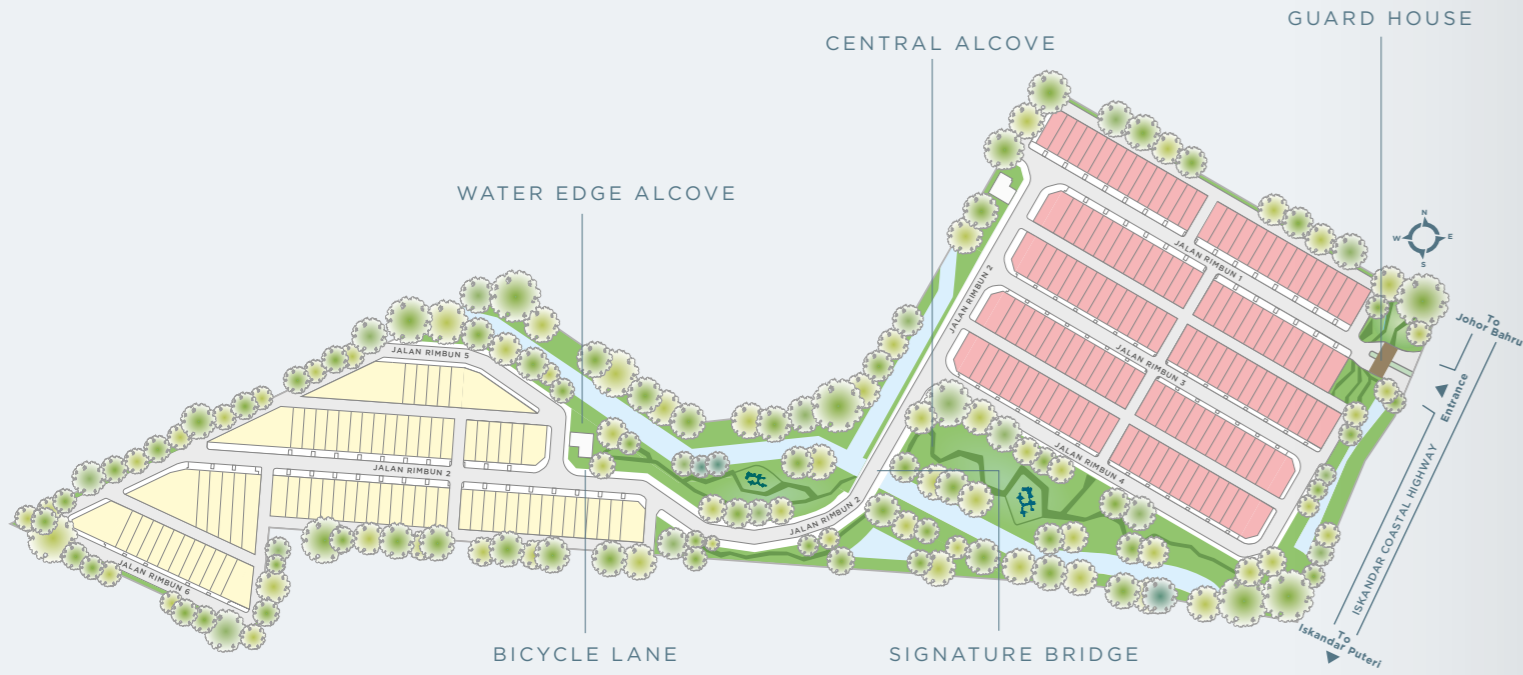 GUARD HOUSE
CENTRAL ALCOVE
WATER EDGE ALCOVE
N
W
E
S
JALAN RIMBUN 1
JALAN RIMBUN 2
JALAN RIMBUN 3
JALAN RIMBUN 4
To
Johor Bahru
Entrance
ISKANDAR COASTAL HIGHWAY
To
Iskandar Puteri
JALAN RIMBUN 5
JALAN RIMBUN 2
JALAN RIMBUN 2
JALAN RIMBUN 6
BICYCLE LANE
SIGNATURE BRIDGE